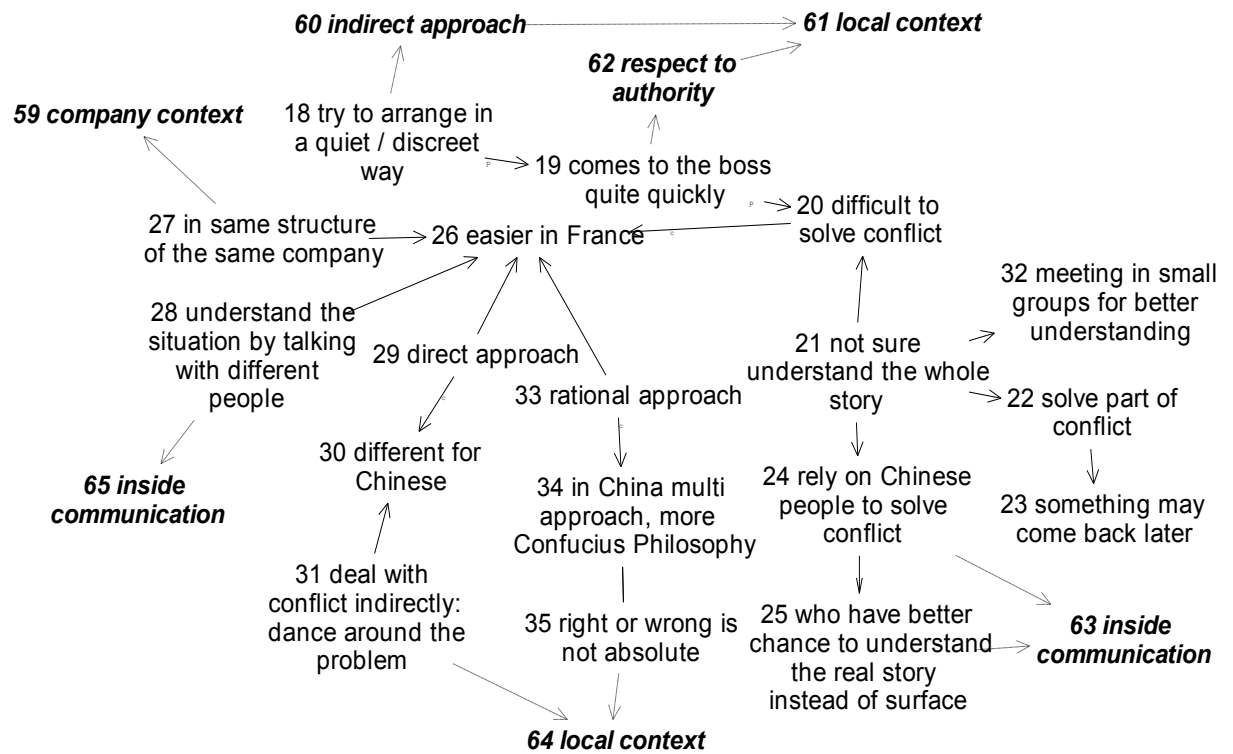 60 indirect approach
61 local context
62 respect to
authority
59 company context
18 try to arrange in
a quiet / discreet
way
P
19 comes to the boss
quite quickly
P
20 difficult to
solve conflict
27 in same structure
of the same company
26 easier in France
c
32 meeting in small
groups for better
understanding
28 understand the
situation by talking
with different
people
29 direct approach
c
21 not sure
understand the whole
story
33 rational approach
c
22 solve part of
conflict
30 different for
Chinese
65 inside
communication
34 in China multi
approach, more
Confucius Philosophy
24 rely on Chinese
people to solve
conflict
23 something may
come back later
31 deal with
conflict indirectly:
dance around the
problem
35 right or wrong is
not absolute
25 who have better
chance to understand
the real story
instead of surface
63 inside
communication
64 local context